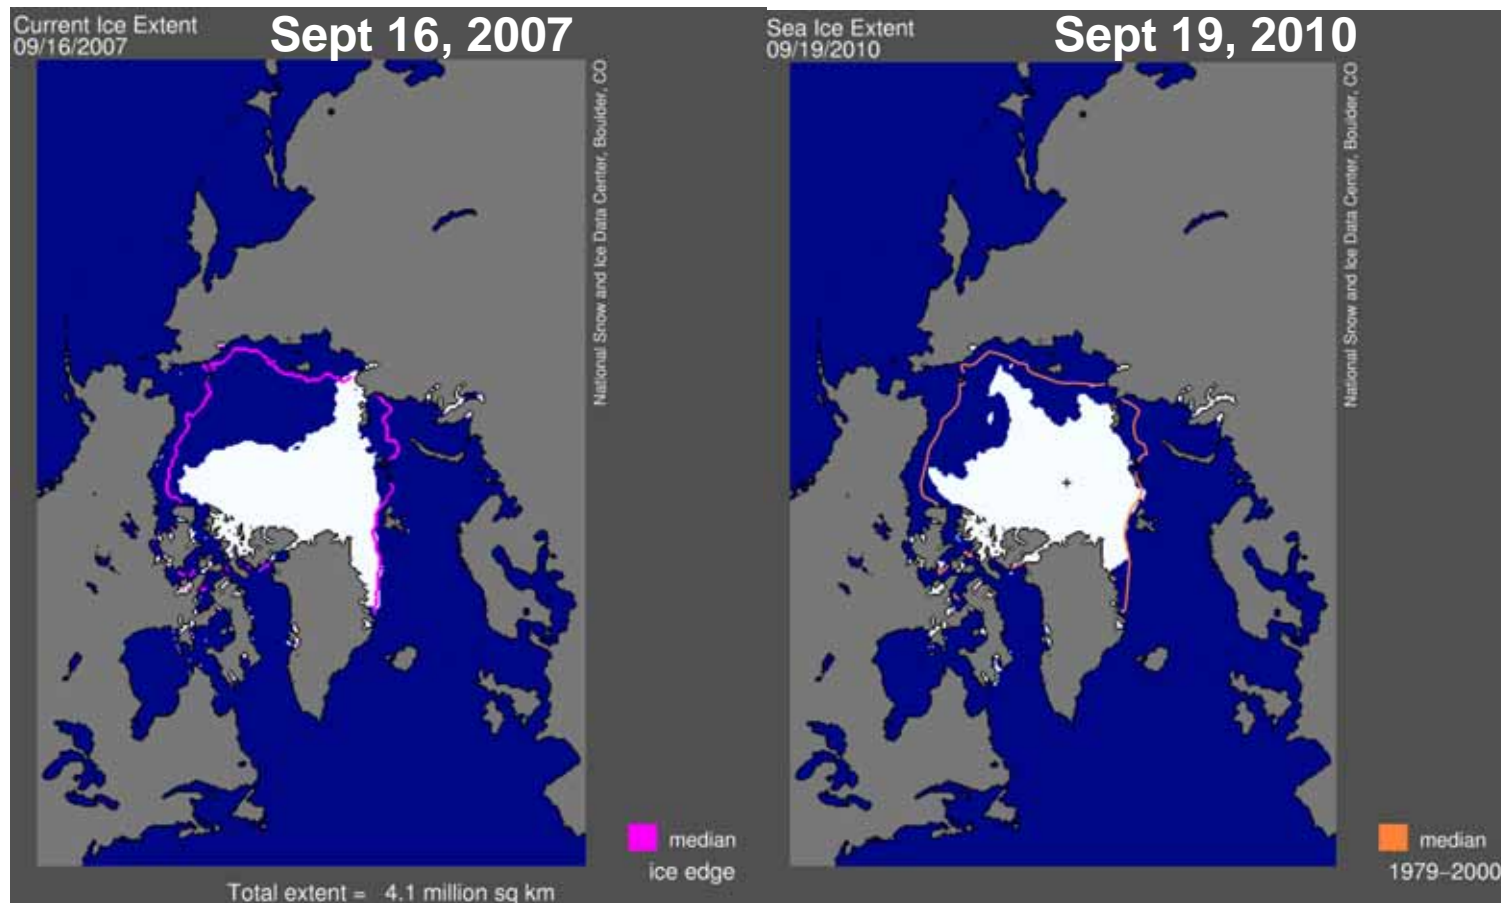 Current Ice Extent
09/16/2007
Sept 16, 2007
National Snow and Ice Data Center, Boulder, CO
median
ice edge
Total extent = 4.1 million sq km
Sea Ice Extent
09/19/2010
Sept 19, 2010
National Snow and Ice Data Center, Boulder, CO
median
1979–2000